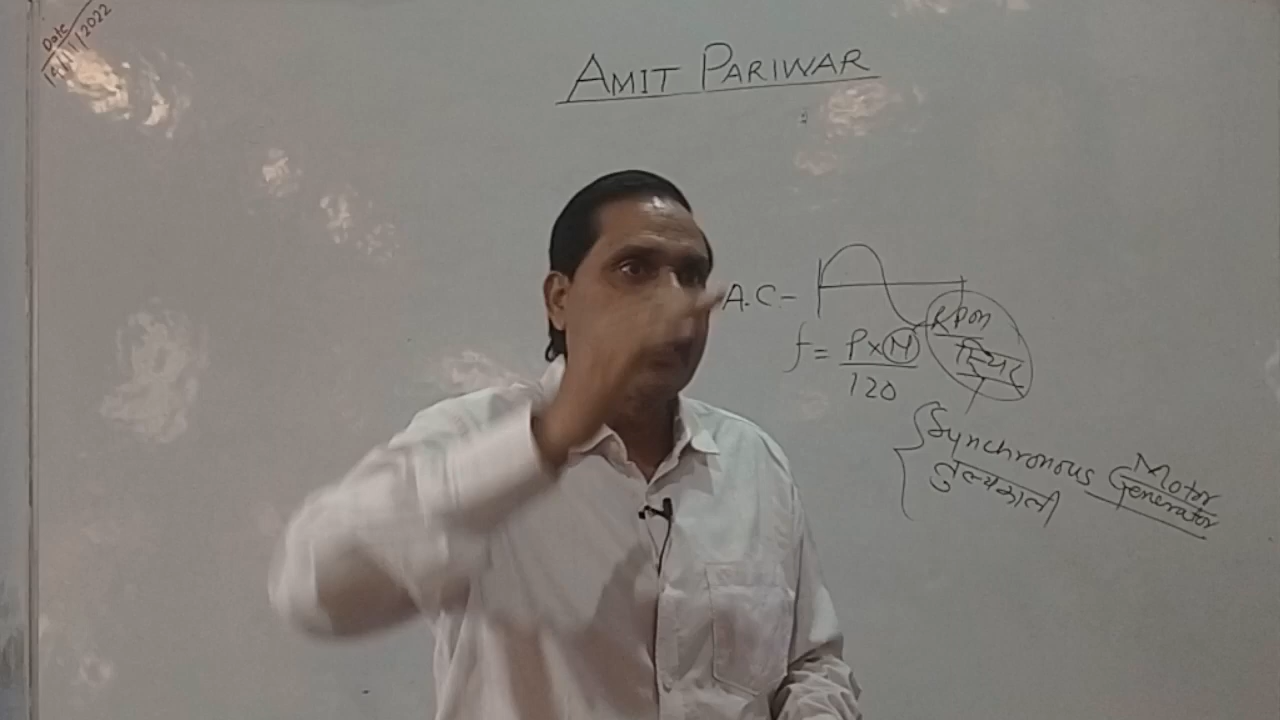 Date
14/11/2022
AMIT PARIWAR
A.C-
f = P×N
120
RPM
स्थिर
Synchronous Motor
Generator
तुल्यकाली